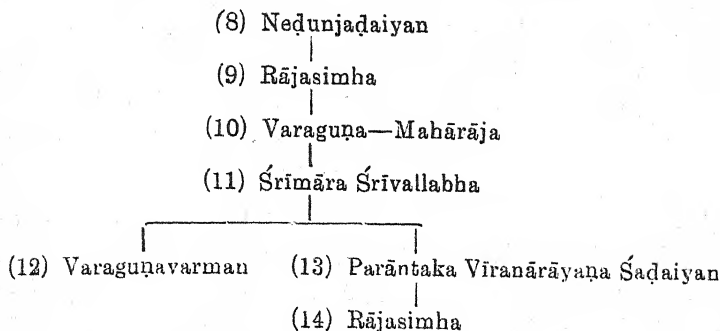 (8) Neḍunjaḍaiyan
(9) Rājasimha
(10) Varaguṇa—Mahārāja
(11) Śrīmāra Śrīvallabha
(12) Varaguṇavarman (13) Parāntaka Vīranārāyaṇa Śaḍaiyan
(14) Rājasimha